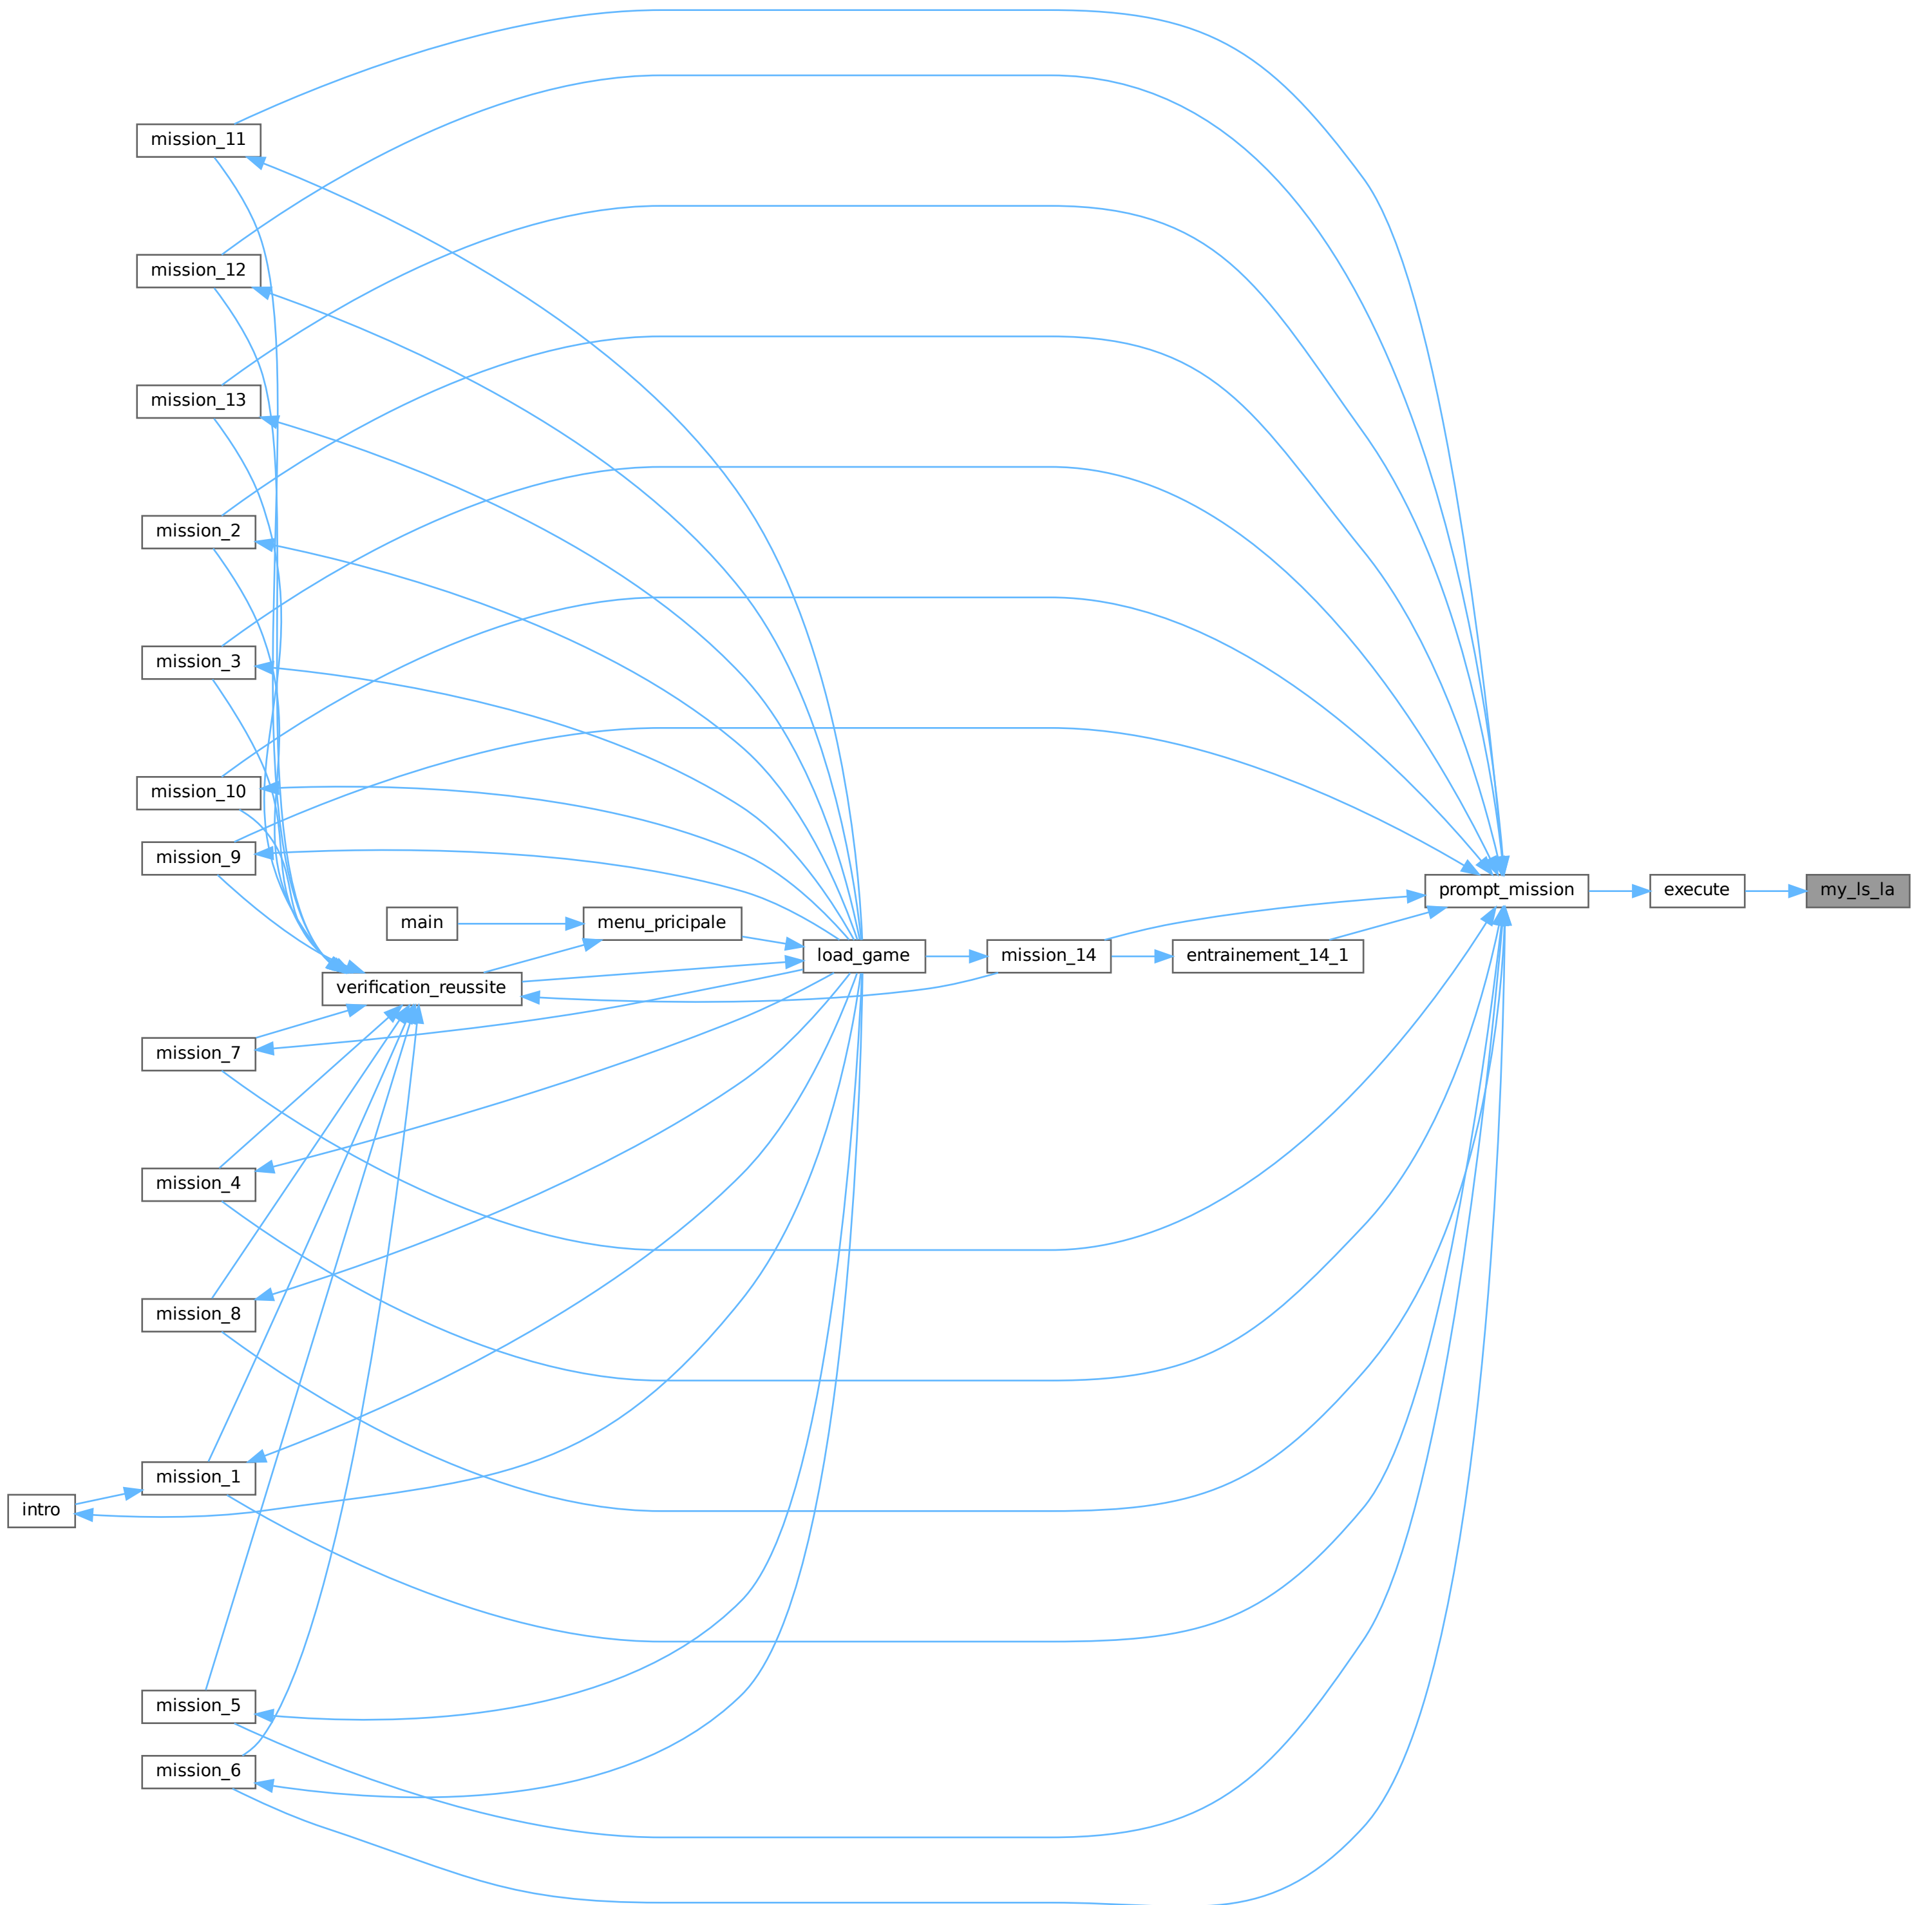 mission_11
mission_12
mission_13
mission_2
mission_3
mission_10
mission_9
prompt_mission
execute
my_ls_la
main
menu_pricipale
load_game
mission_14
entrainement_14_1
verification_reussite
mission_7
mission_4
mission_8
mission_1
intro
mission_5
mission_6